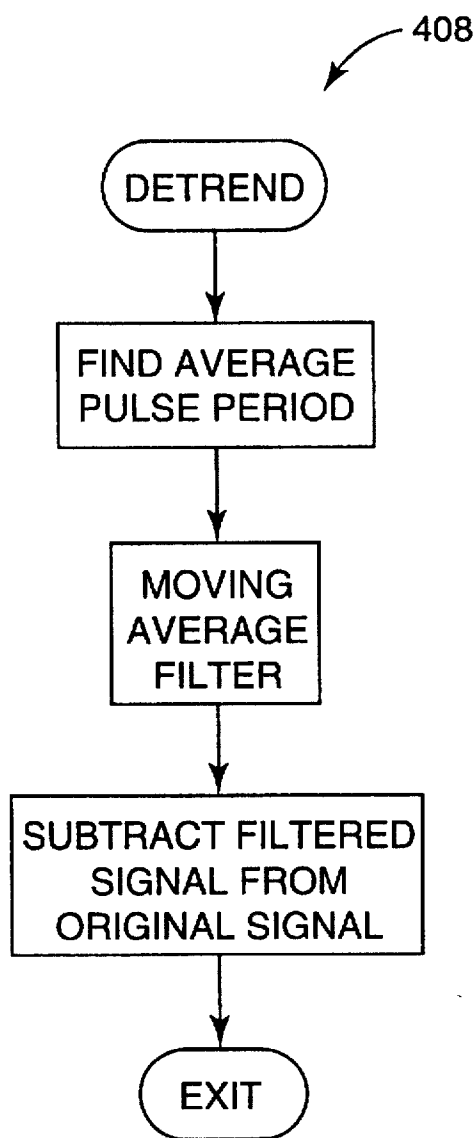 408
DETREND
FIND AVERAGE
PULSE PERIOD
MOVING
AVERAGE
FILTER
SUBTRACT FILTERED
SIGNAL FROM
ORIGINAL SIGNAL
EXIT